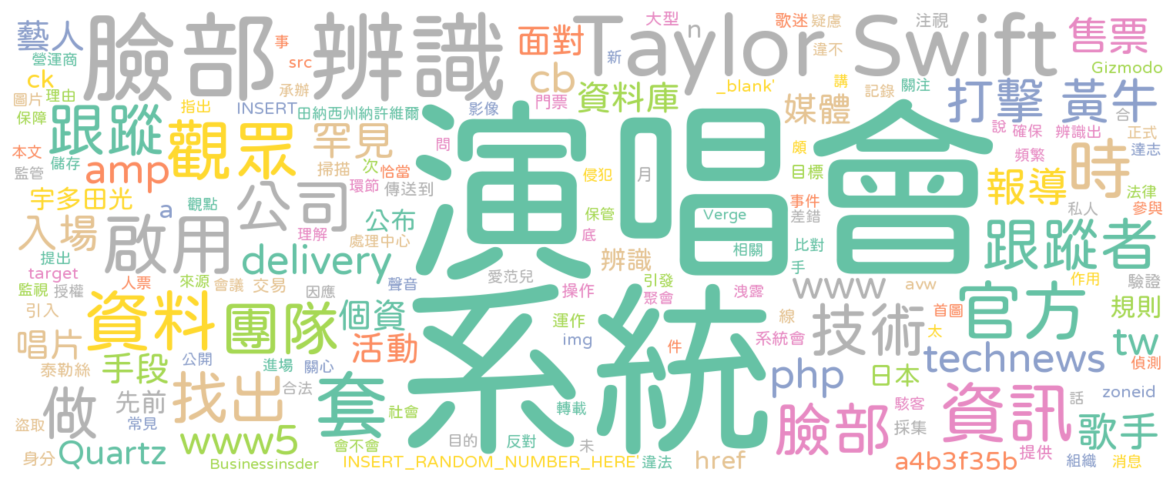 藝人
臉部
辨識
事
Taylor Swift
n
大型
歌迷
疑慮
注視
售票
營運商
src
面對
新
違不
Gizmodo
ck
cb
圖片
理由
指出
承辦
INSERT
田納西州納許維爾
影像
門票
資料庫
_blank'
媒體
講
記錄
關注
打擊
黃牛
保障
跟蹤
觀眾
罕見
演唱會
問
月
頗
說
確保
合
辨識出
正式
達志
頻繁
時
本文
儲存
監管
amp
掃描
次
恰當
環節
傳送到
侵犯
目標
報導
法律
參與
宇多田光
a
觀點
公司
理解
公布
保管
Verge
事件
差錯
私人
跟蹤者
入場
啟用
處理中心
底
相關
比對
手
提出
target
delivery
辨識
愛范兒
引發
聚會
洩露
www
avw
作用
驗證
監視
授權
來源
人票
會議
交易
因應
聲音
操作
系統
引入
資料
團隊
個資
運作
img
線
系統會
技術
首圖
太
官方
規則
唱片
泰勒絲
手段
公開
進場
關心
活動
件
technews
tw
偵測
做
先前
找出
常見
合法
套
社會
轉載
php
日本
zoneid
盜取
身分
Quartz
www5
Businessinsder
會不會
目的
反對
未
臉部
駭客
採集
資訊
話
歌手
提供
INSERT_RANDOM_NUMBER_HERE'
違法
href
a4b3f35b
組織
消息